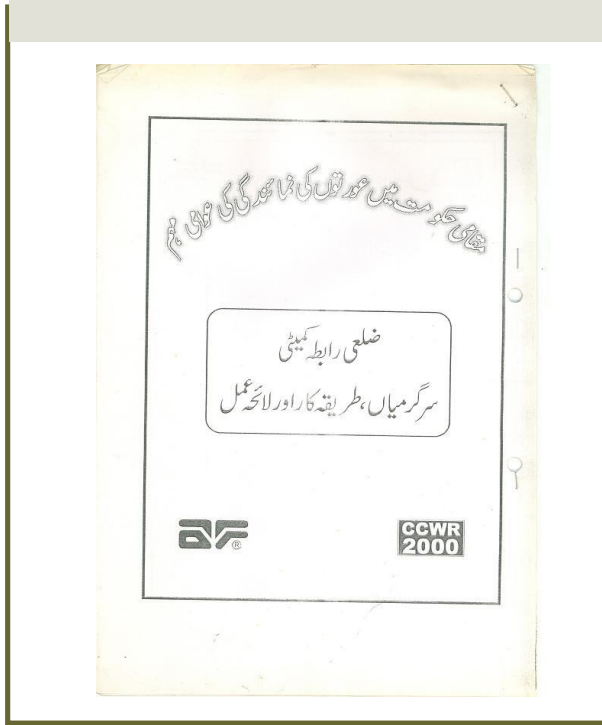 مقامی حکومت میں عورتوں کی نمائندگی کی عوامی مہم
ضلعی رابطہ کمیٹی
سرگرمیاں، طریقہ کار اور لائحہ عمل
®
CCWR
2000